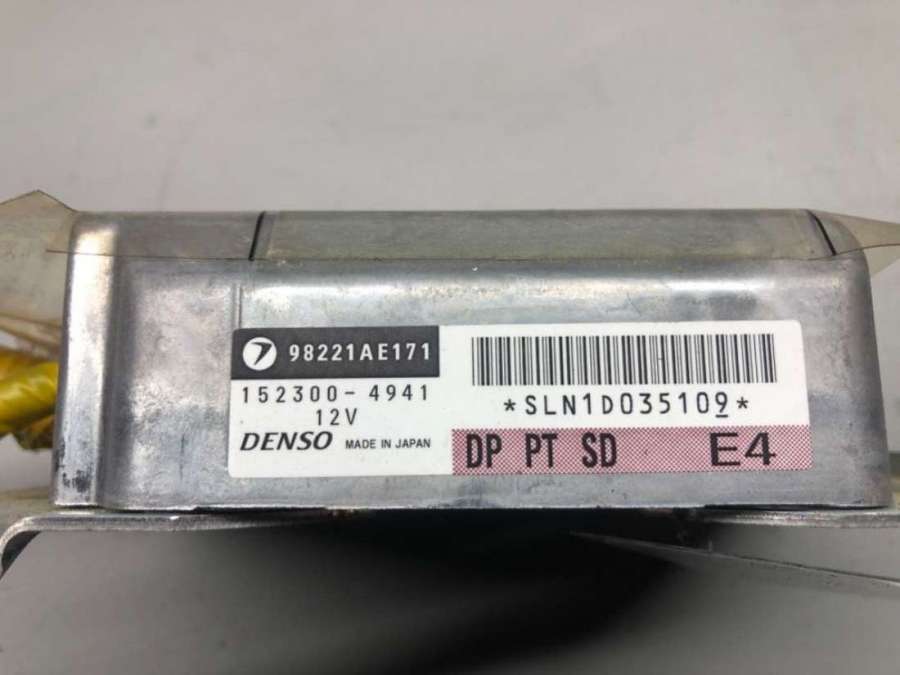 98221AE171
152300-4941
12V
DENSO MADE IN JAPAN
*SLN1D035109*
DP PT SD E4